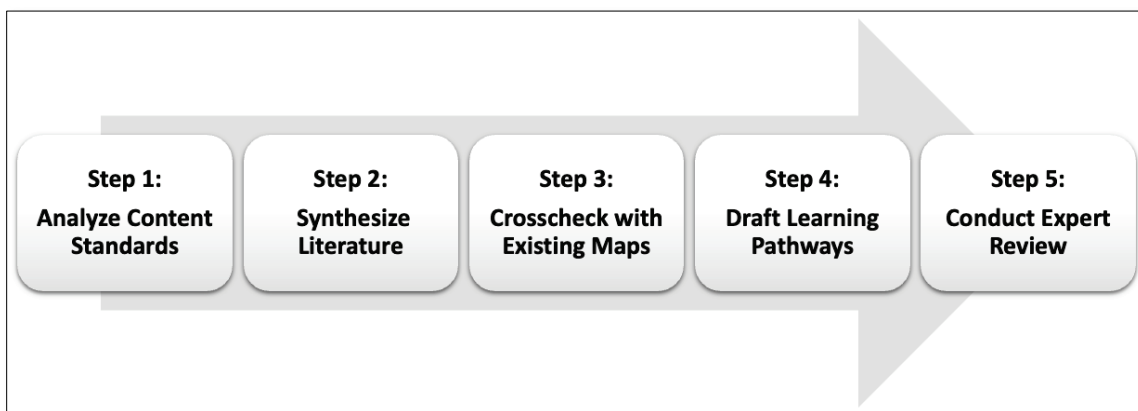 Step 1:
Analyze Content
Standards
Step 2:
Synthesize
Literature
Step 3:
Crosscheck with
Existing Maps
Step 4:
Draft Learning
Pathways
Step 5:
Conduct Expert
Review